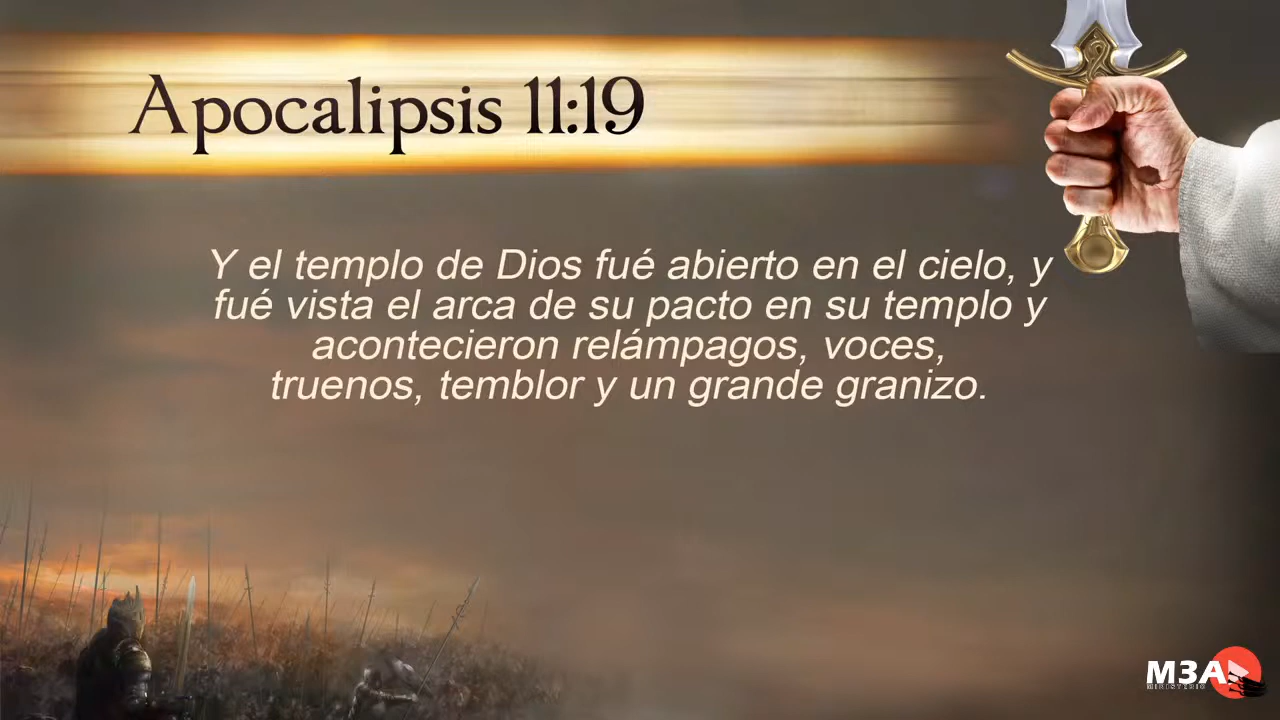 Apocalipsis 11:19
Y el templo de Dios fué abierto en el cielo, y
fué vista el arca de su pacto en su templo y
acontecieron relámpagos, voces,
truenos, temblor y un grande granizo.
M3A
MINISTERIO